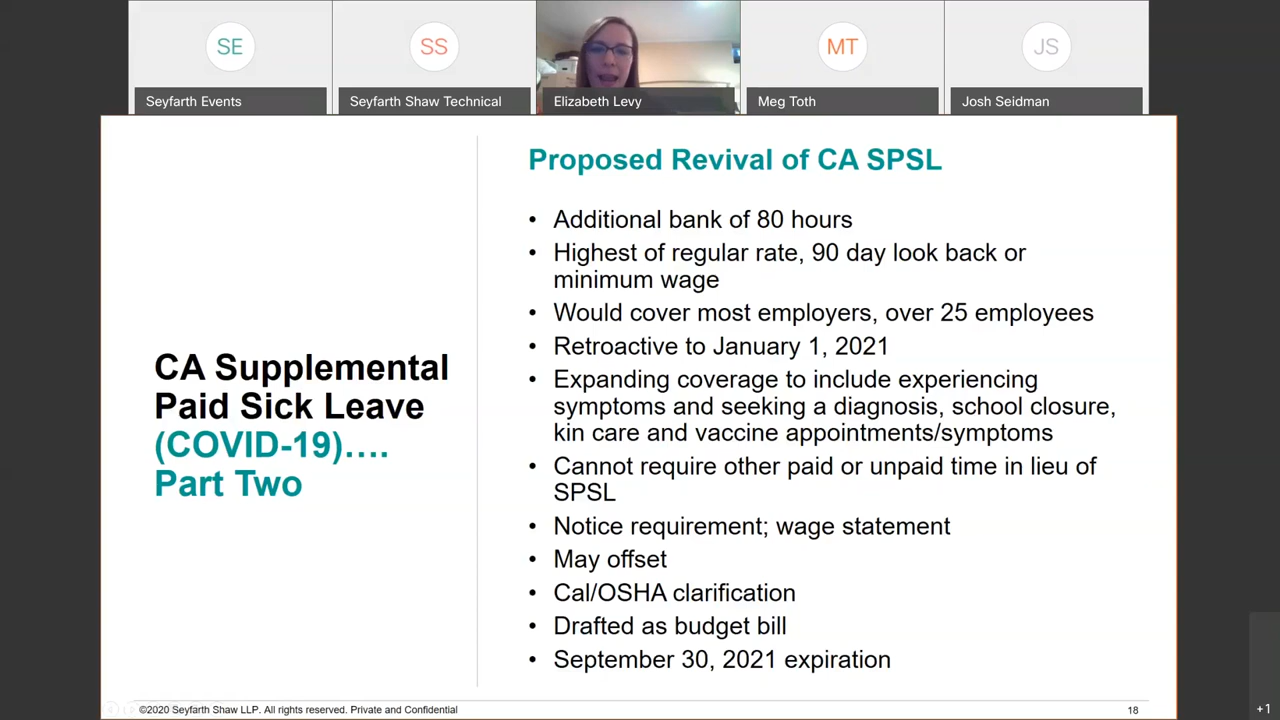 SE
SS
MT
JS
Seyfarth Events
Seyfarth Shaw Technical
Elizabeth Levy
Meg Toth
Josh Seidman
CA Supplemental
Paid Sick Leave
(COVID-19)….
Part Two
Proposed Revival of CA SPSL
• Additional bank of 80 hours
• Highest of regular rate, 90 day look back or
minimum wage
• Would cover most employers, over 25 employees
• Retroactive to January 1, 2021
• Expanding coverage to include experiencing
symptoms and seeking a diagnosis, school closure,
kin care and vaccine appointments/symptoms
• Cannot require other paid or unpaid time in lieu of
SPSL
• Notice requirement; wage statement
• May offset
• Cal/OSHA clarification
• Drafted as budget bill
• September 30, 2021 expiration
©2020 Seyfarth Shaw LLP. All rights reserved. Private and Confidential
18
+1